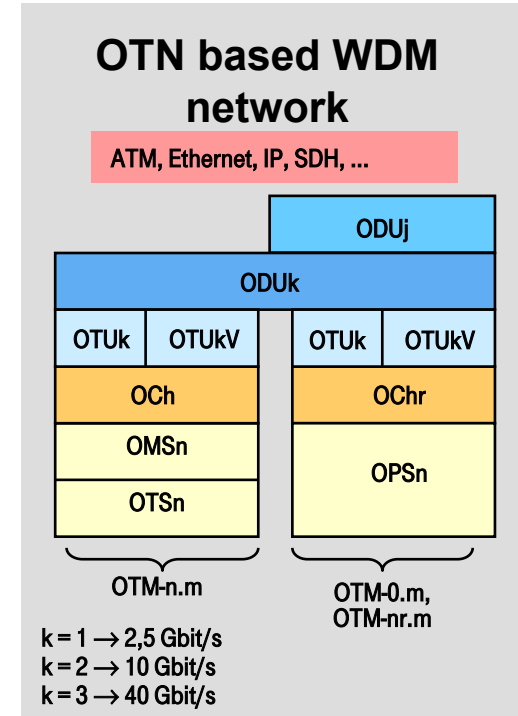 OTN based WDM
network
ATM, Ethernet, IP, SDH, ...
ODUj
ODUk
OTUk OTUkV OTUk OTUkV
OCh OChr
OMSn
OPSn
OTSn
OTM-n.m
OTM-0.m,
OTM-nr.m
k = 1 → 2,5 Gbit/s
k = 2 → 10 Gbit/s
k = 3 → 40 Gbit/s